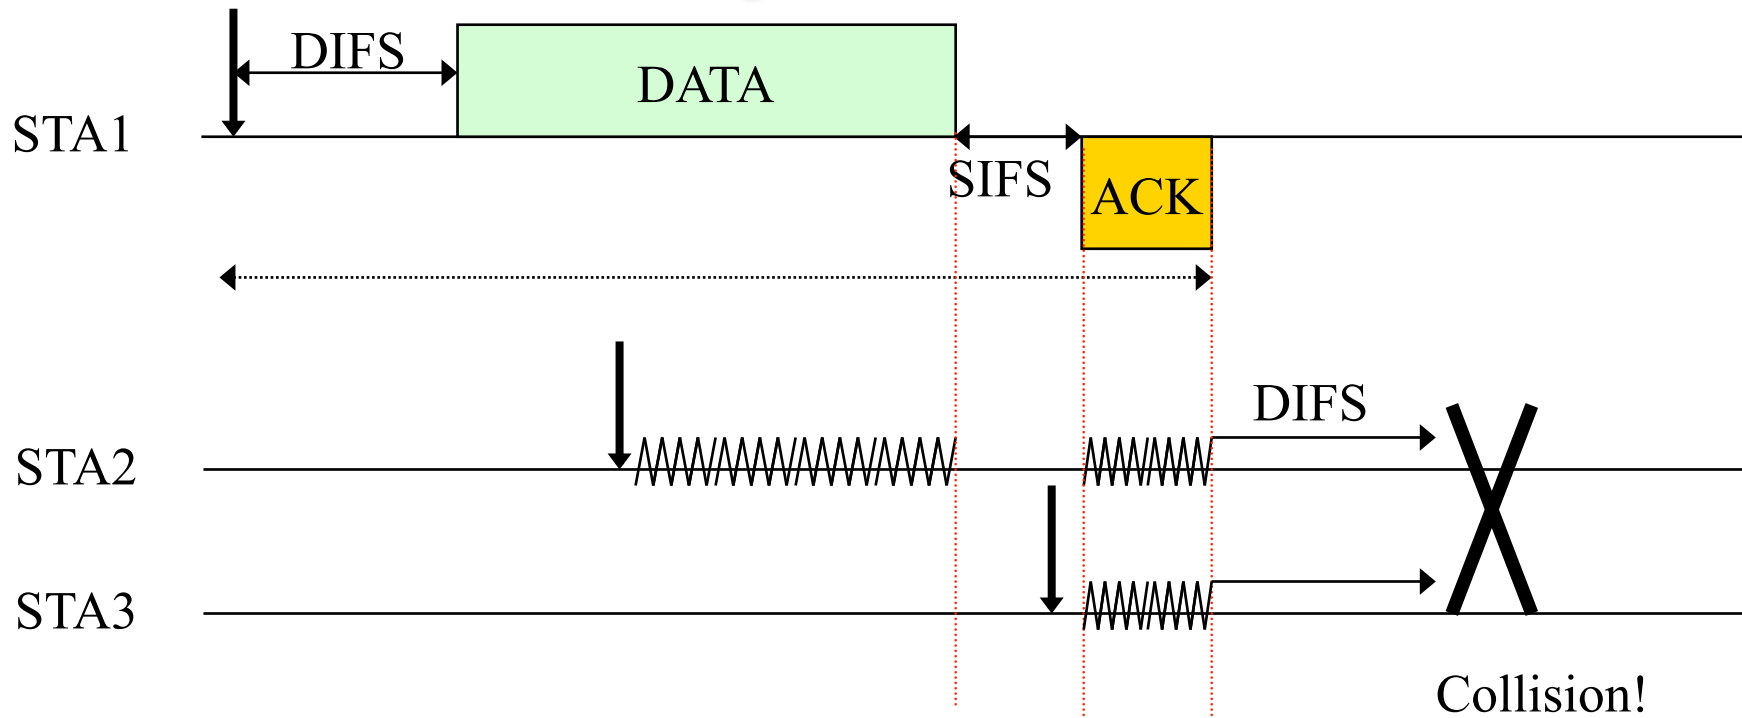 DIFS
DATA
STA1
SIFS
ACK
DIFS
STA2
STA3
Collision!